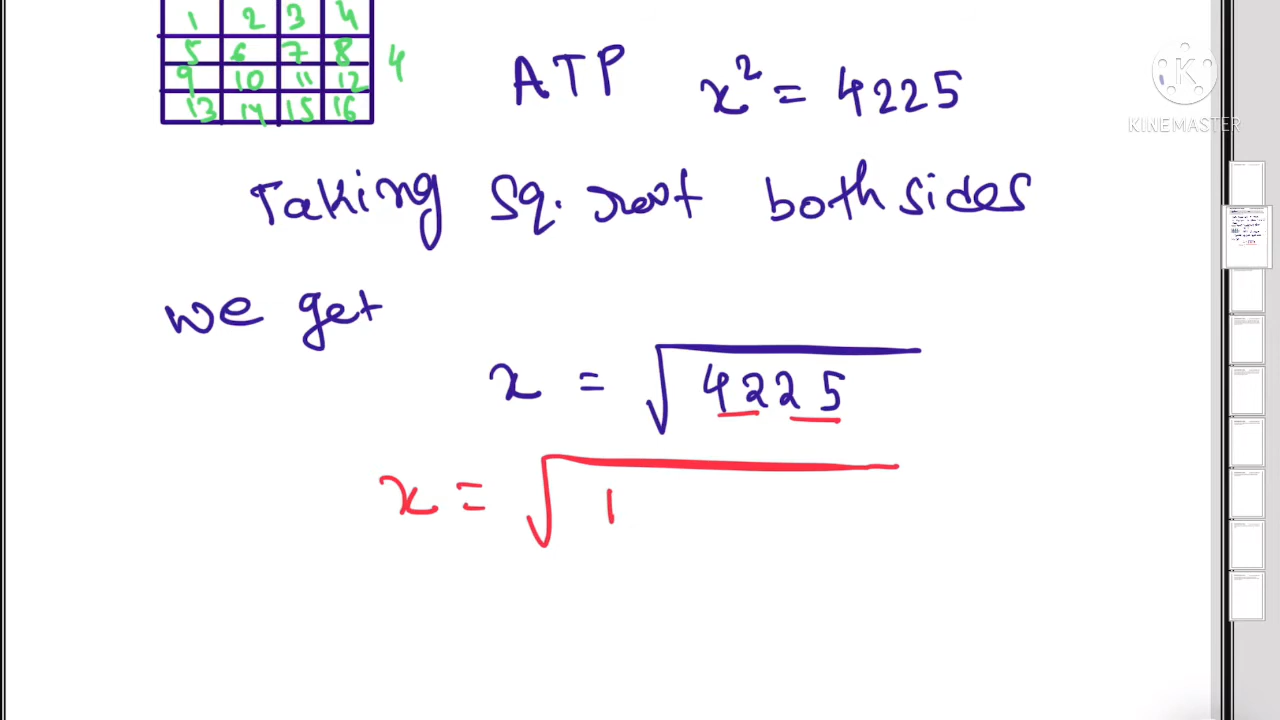 1 2 3 4
5 6 7 8 4
9 10 11 12
13 14 15 16
ATP x² = 4225
KINEMASTER
Taking sq. root both sides
we get
x = √4225
x = √1